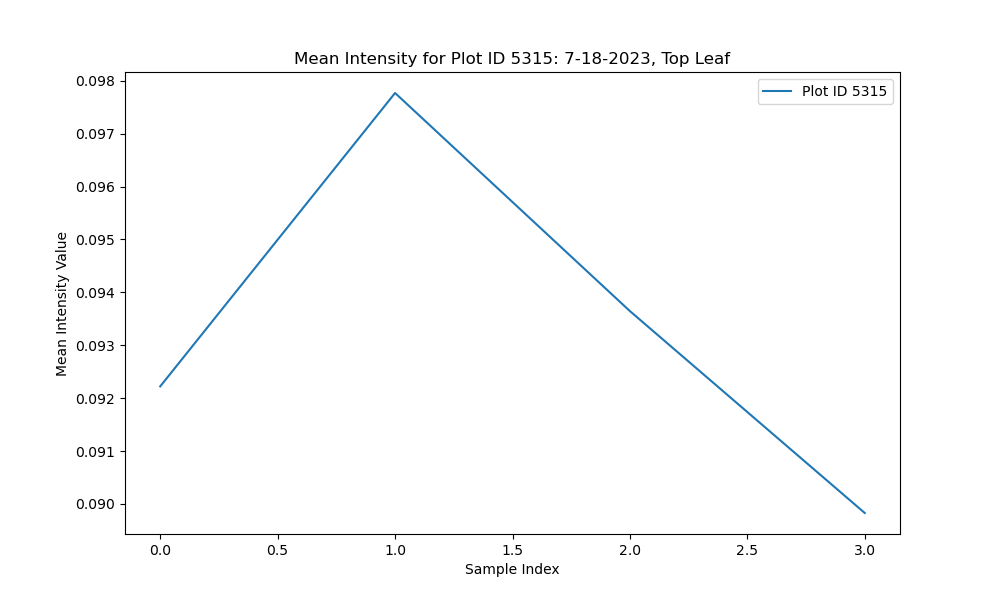 Mean Intensity for Plot ID 5315: 7-18-2023, Top Leaf
Plot ID 5315
Mean Intensity Value
0.098
0.097
0.096
0.095
0.094
0.093
0.092
0.091
0.090
0.0 0.5 1.0 1.5 2.0 2.5 3.0
Sample Index